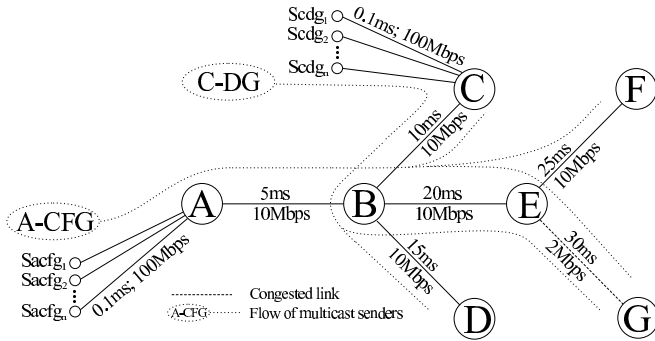 Scdg1
Scdg2
Scdgn
0.1ms; 100Mbps
C-DG
C
F
10ms
10Mbps
25ms
10Mbps
A-CFG
A
5ms
10Mbps
B
20ms
10Mbps
E
Sacfg1
Sacfg2
Sacfgn
0.1ms; 100Mbps
15ms
10Mbps
30ms
2Mbps
Congested link
A-CFG
Flow of multicast senders
D
G